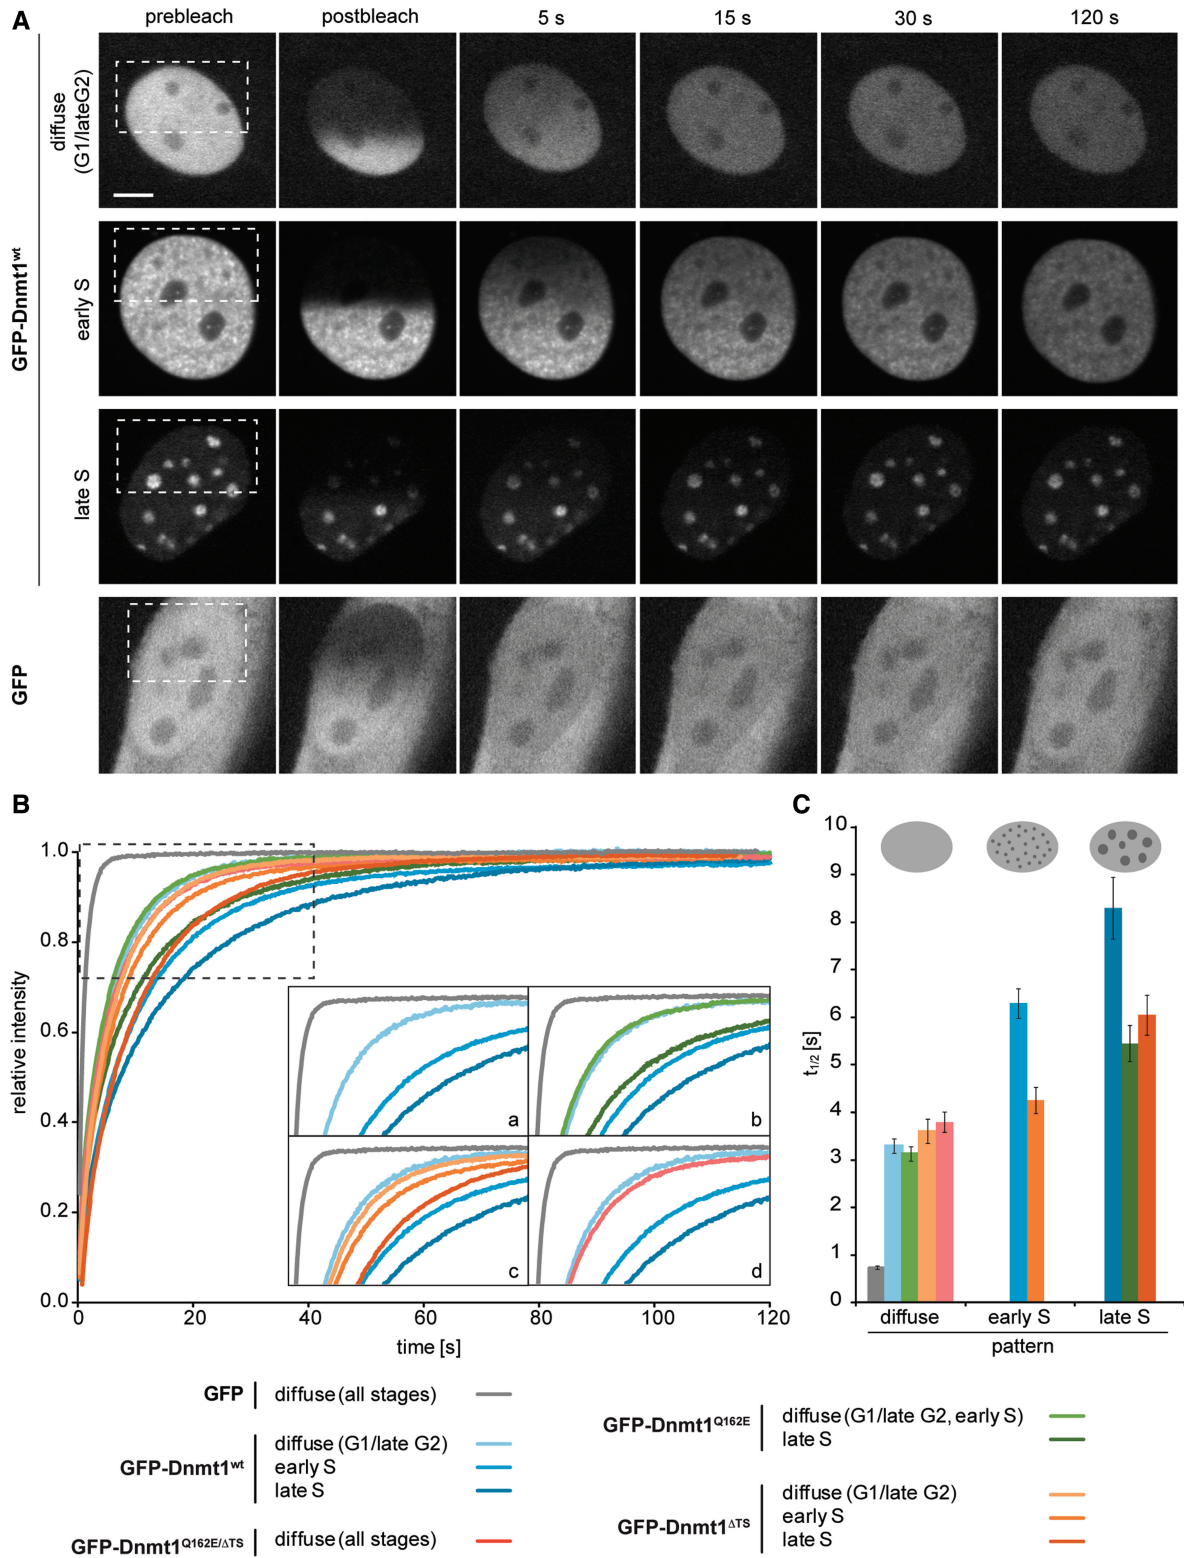 A
prebleach
postbleach
5 s
15 s
30 s
120 s
GFP-Dnmt1wt
diffuse
(G1/lateG2)
early S
late S
GFP
B
relative intensity
1.0
0.8
0.6
0.4
0.2
0.0
0
20
40
60
80
100
120
time [s]
a
b
c
d
C
t1/2 [s]
10
9
8
7
6
5
4
3
2
1
0
diffuse
early S
late S
pattern
GFP
diffuse (all stages)
GFP-Dnmt1wt
diffuse (G1/late G2)
early S
late S
GFP-Dnmt1Q162E/ΔTS
diffuse (all stages)
GFP-Dnmt1Q162E
diffuse (G1/late G2, early S)
late S
GFP-Dnmt1ΔTS
diffuse (G1/late G2)
early S
late S